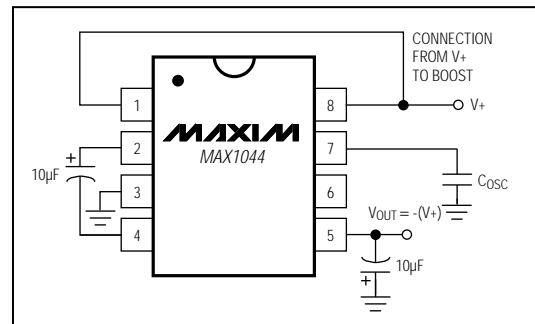 CONNECTION
FROM V+
TO BOOST
1
8
V+
MAXIM
MAX1044
2
7
+
10µF
COSC
3
6
VOUT = -(V+)
4
5
10µF
+